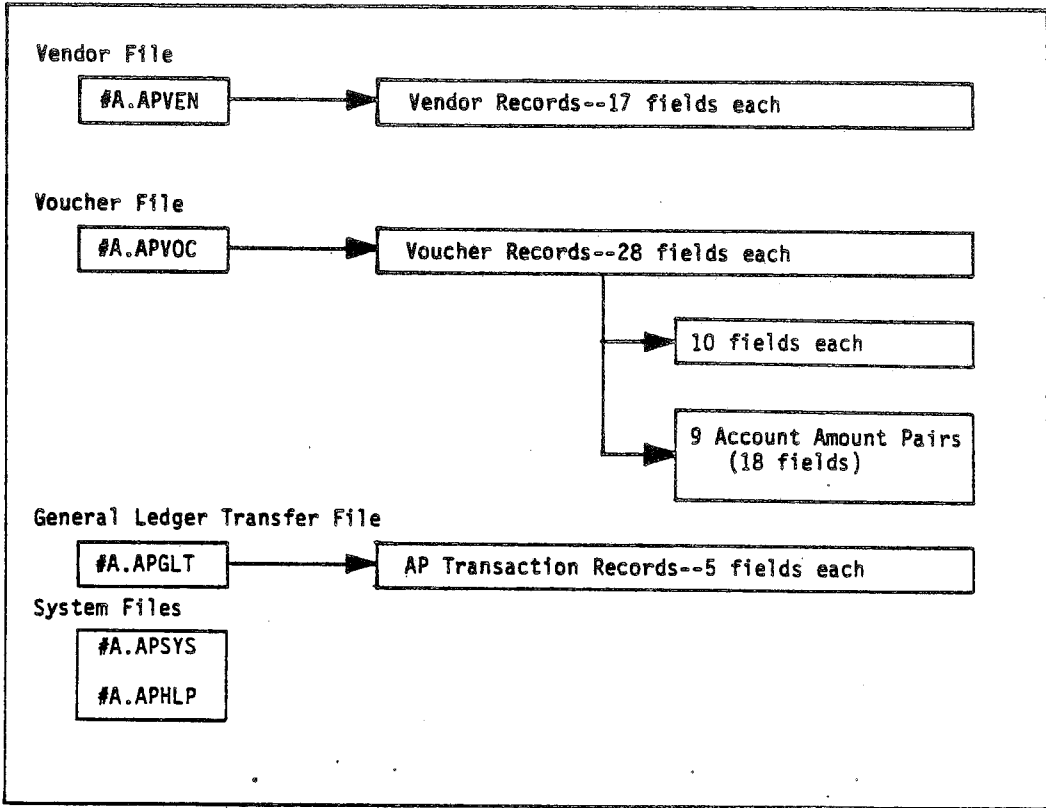 Vendor File
#A.APVEN
Vendor Records--17 fields each
Voucher File
#A.APVOC
Voucher Records--28 fields each
10 fields each
9 Account Amount Pairs
(18 fields)
General Ledger Transfer File
#A.APGLT
AP Transaction Records--5 fields each
System Files
#A.APSYS
#A.APHLP